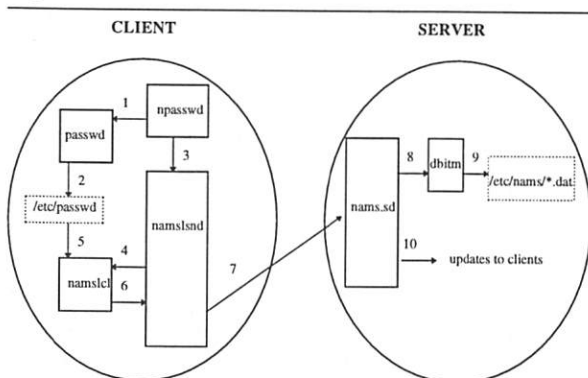 CLIENT
SERVER
1
npasswd
passwd
3
2
/etc/passwd
namslsnd
5
4
namslcl
6
7
nams.sd
8
dbitm
9
/etc/nams/*.dat
10
updates to clients